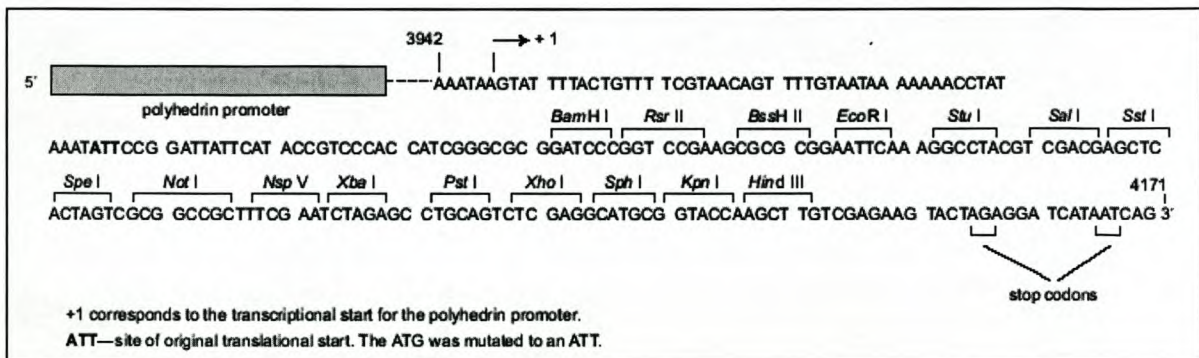 3942 + 1
5´ AAATAAGTAT TTTACTGTTT TCGTAACAGT TTTGTAATAA AAAAACCTAT
polyhedrin promoter
BamH I Rsr II BssH II EcoR I Stu I Sal I Sst I
AAATATTCCG GATTATTCAT ACCGTCCCAC CATCGGGCGC GGATCCCGGT CCGAAGCGCG CGGAATTCAA AGGCCTACGT CGACGAGCTC
Spe I Not I Nsp V Xba I Pst I Xho I Sph I Kpn I Hind III 4171
ACTAGTCGCG GCCGCTTTCG AATCTAGAGC CTGCAGTCTC GAGGCATGCG GTACCAAGCT TGTCGAGAAG TACTAGAGGA TCATAATCAG 3´
stop codons
+1 corresponds to the transcriptional start for the polyhedrin promoter.
ATT—site of original translational start. The ATG was mutated to an ATT.